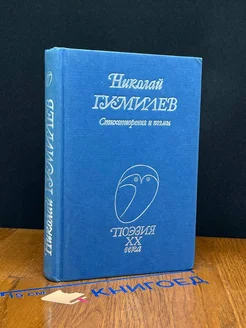 Николай
ГУМИЛЕВ
Стихотворения и поэмы
ПОЭЗИЯ
XX
века
Николай ГУМИЛЕВ
КНИГОЕД